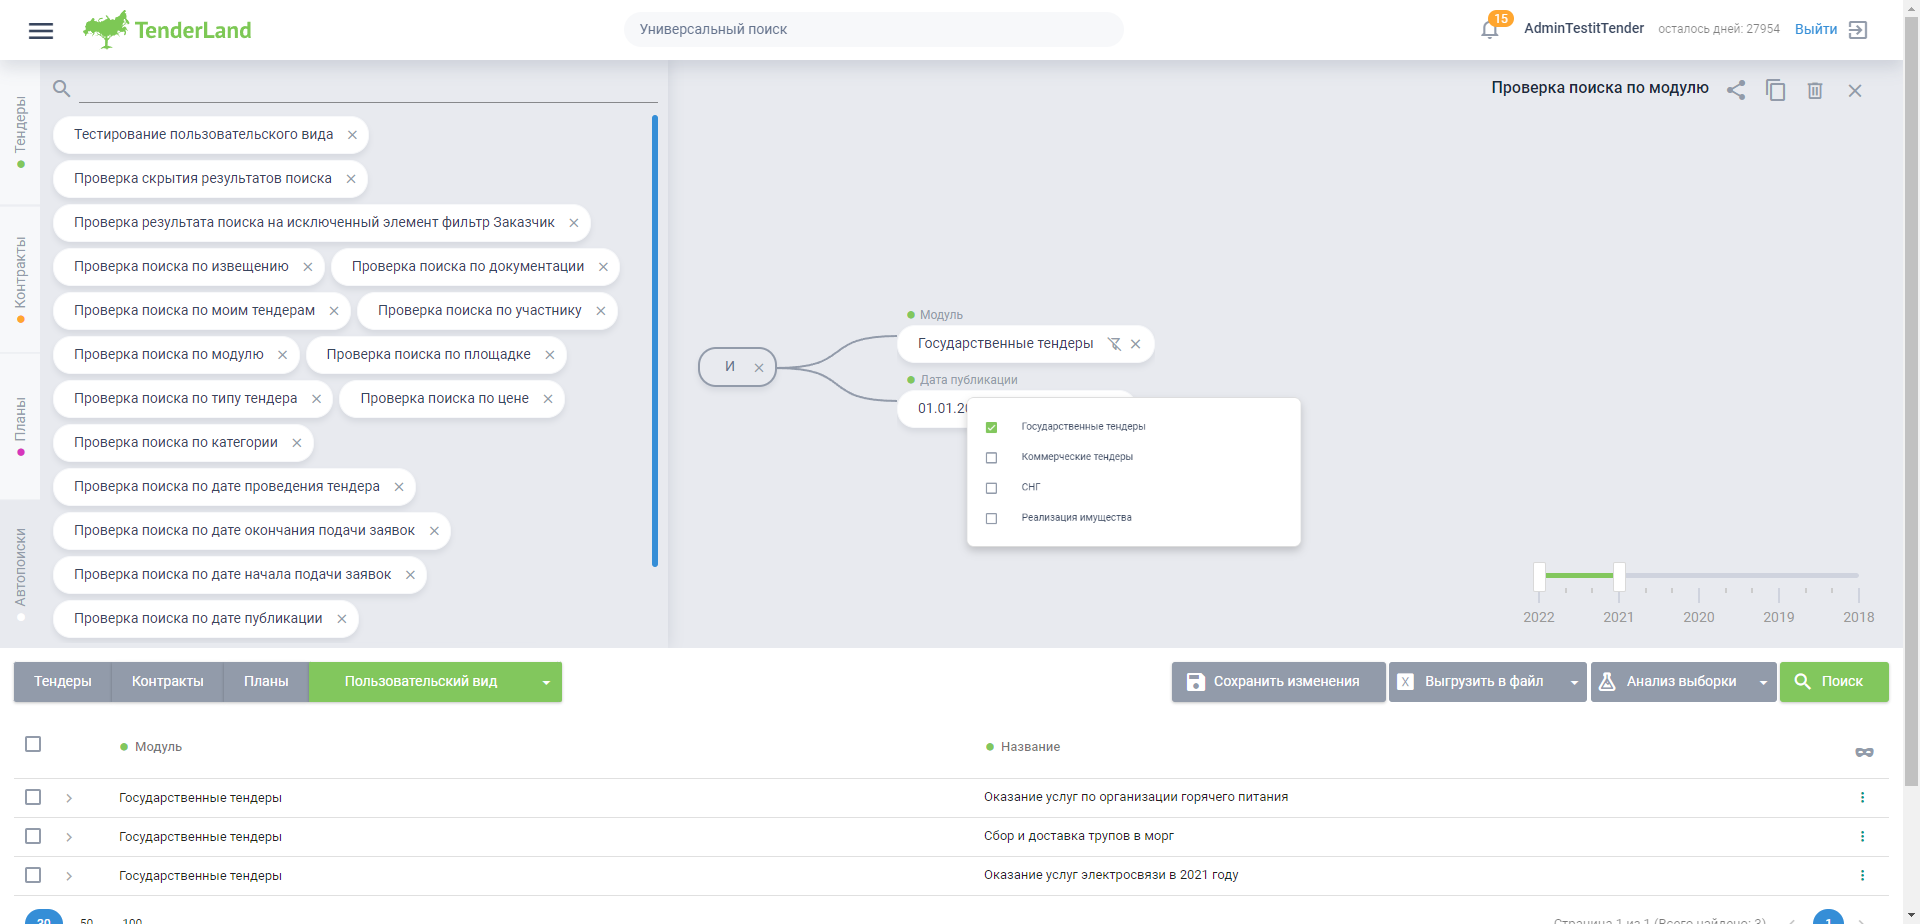 TenderLand
Универсальный поиск
15
AdminTestitTender
осталось дней: 27954
Выйти
Тендеры
Контракты
Планы
Автопоиски
Тестирование пользовательского вида
Проверка скрытия результатов поиска
Проверка результата поиска на исключенный элемент фильтр Заказчик
Проверка поиска по извещению
Проверка поиска по документации
Проверка поиска по моим тендерам
Проверка поиска по участнику
Проверка поиска по модулю
Проверка поиска по площадке
Проверка поиска по типу тендера
Проверка поиска по цене
Проверка поиска по категории
Проверка поиска по дате проведения тендера
Проверка поиска по дате окончания подачи заявок
Проверка поиска по дате начала подачи заявок
Проверка поиска по дате публикации
Проверка поиска по модулю
И
Модуль
Государственные тендеры
Дата публикации
01.01.20
Государственные тендеры
Коммерческие тендеры
СНГ
Реализация имущества
2022 2021 2020 2019 2018
Тендеры Контракты Планы Пользовательский вид
Сохранить изменения
X Выгрузить в файл
Анализ выборки
Поиск
Модуль Название
Государственные тендеры Оказание услуг по организации горячего питания
Государственные тендеры Сбор и доставка трупов в морг
Государственные тендеры Оказание услуг электросвязи в 2021 году
20 50 100
Страница 1 из 1 (Всего найдено: 3) 1